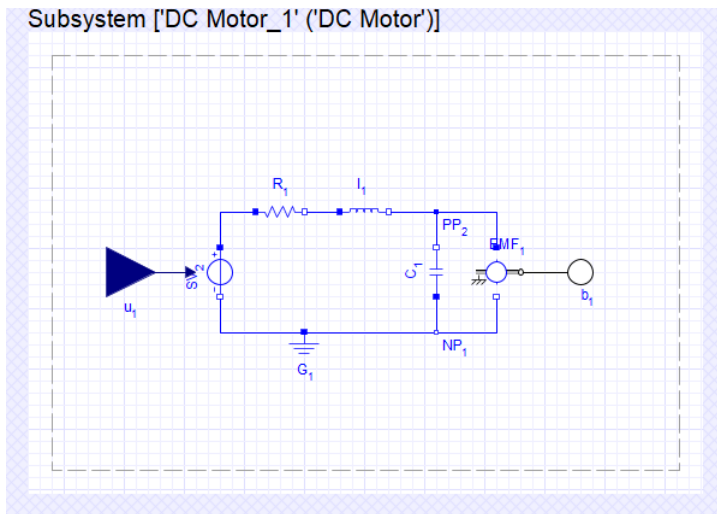 Subsystem ['DC Motor_1' ('DC Motor')]
R1
I1
PP2
EMF1
+
SV2
-
C1
u1
b1
G1
NP1